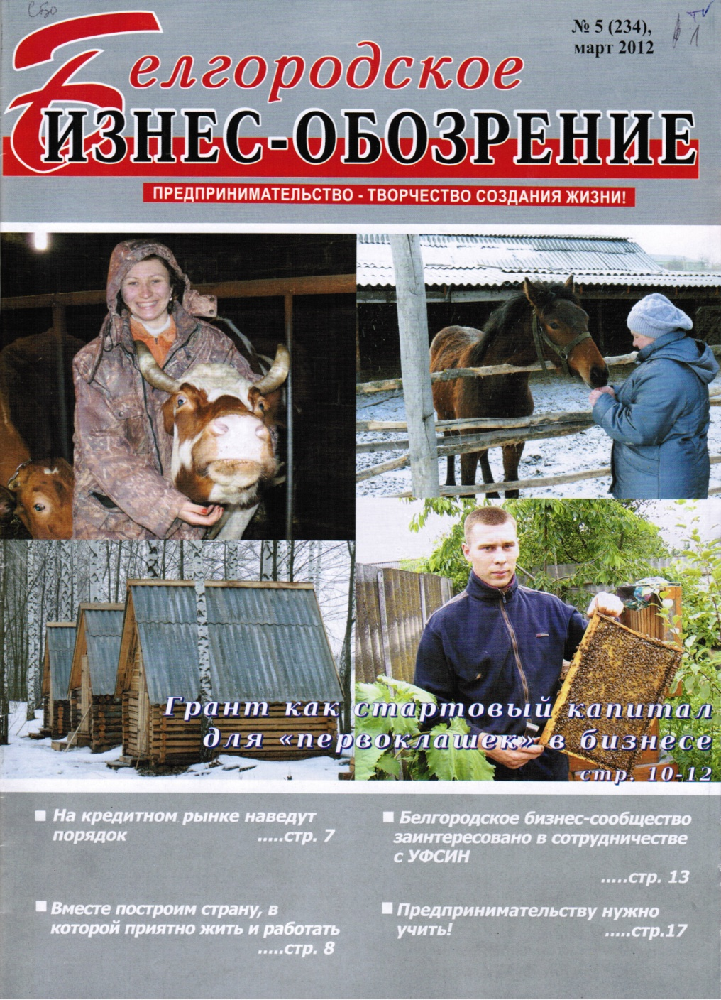 № 5 (234),
март 2012
Белгородское
БИЗНЕС-ОБОЗРЕНИЕ
ПРЕДПРИНИМАТЕЛЬСТВО - ТВОРЧЕСТВО СОЗДАНИЯ ЖИЗНИ!
Грант как стартовый капитал
для «первоклашек» в бизнесе
стр. 10-12
■ На кредитном рынке наведут
порядок .....стр. 7
■ Вместе построим страну, в
которой приятно жить и работать
.....стр. 8
■ Белгородское бизнес-сообщество
заинтересовано в сотрудничестве
с УФСИН
.....стр. 13
■ Предпринимательству нужно
учить! .....стр.17